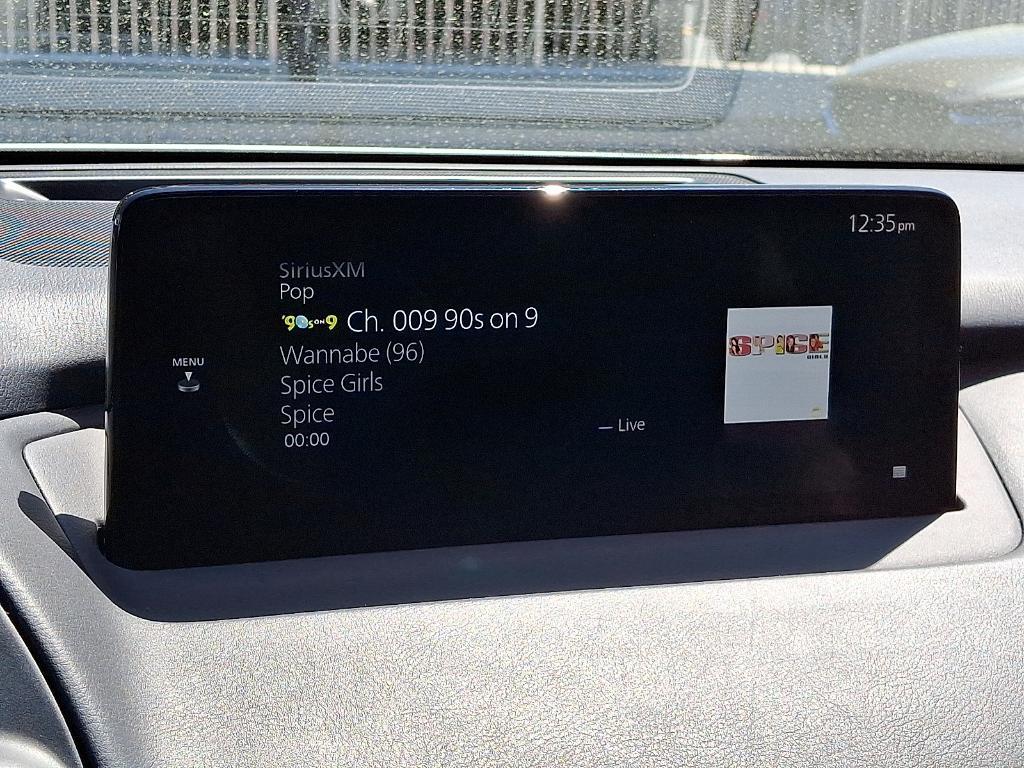 12:35pm
SiriusXM
Pop
'90s ON 9 Ch. 009 90s on 9
Wannabe (96)
Spice Girls
Spice
00:00
Live
MENU
SPICE
GIRLS